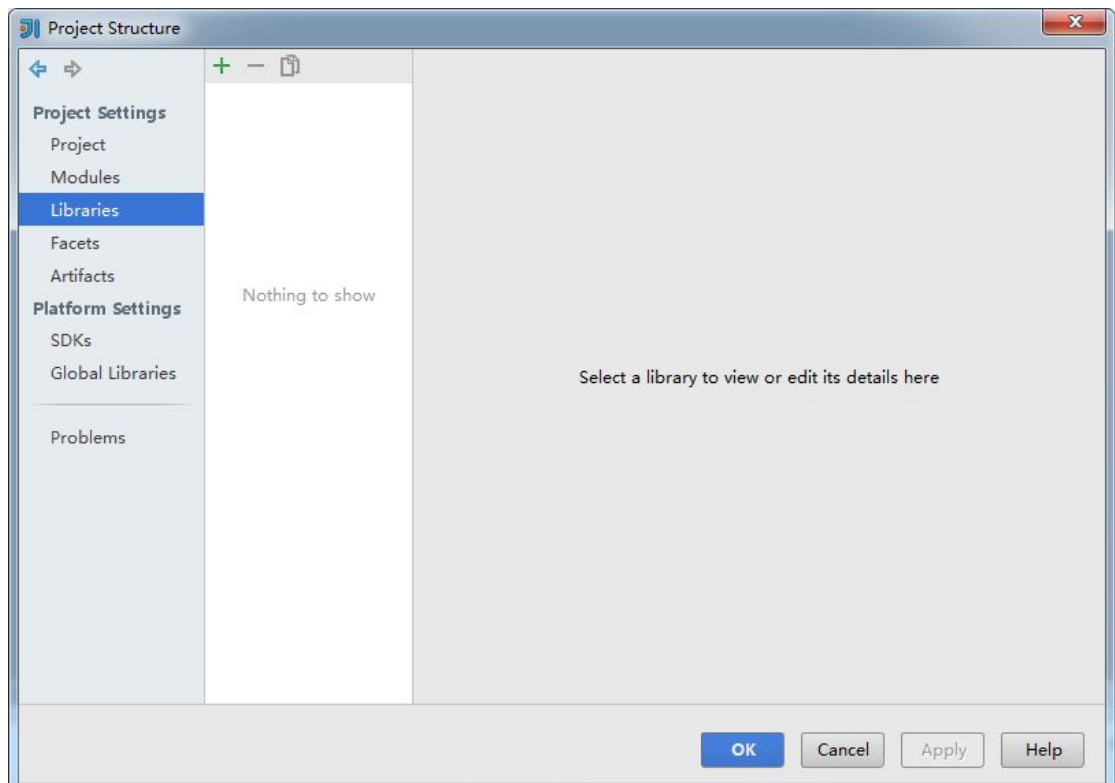 Project Structure
Project Settings
Project
Modules
Libraries
Facets
Artifacts
Platform Settings
SDKs
Global Libraries
Problems
Nothing to show
Select a library to view or edit its details here
OK
Cancel
Apply
Help